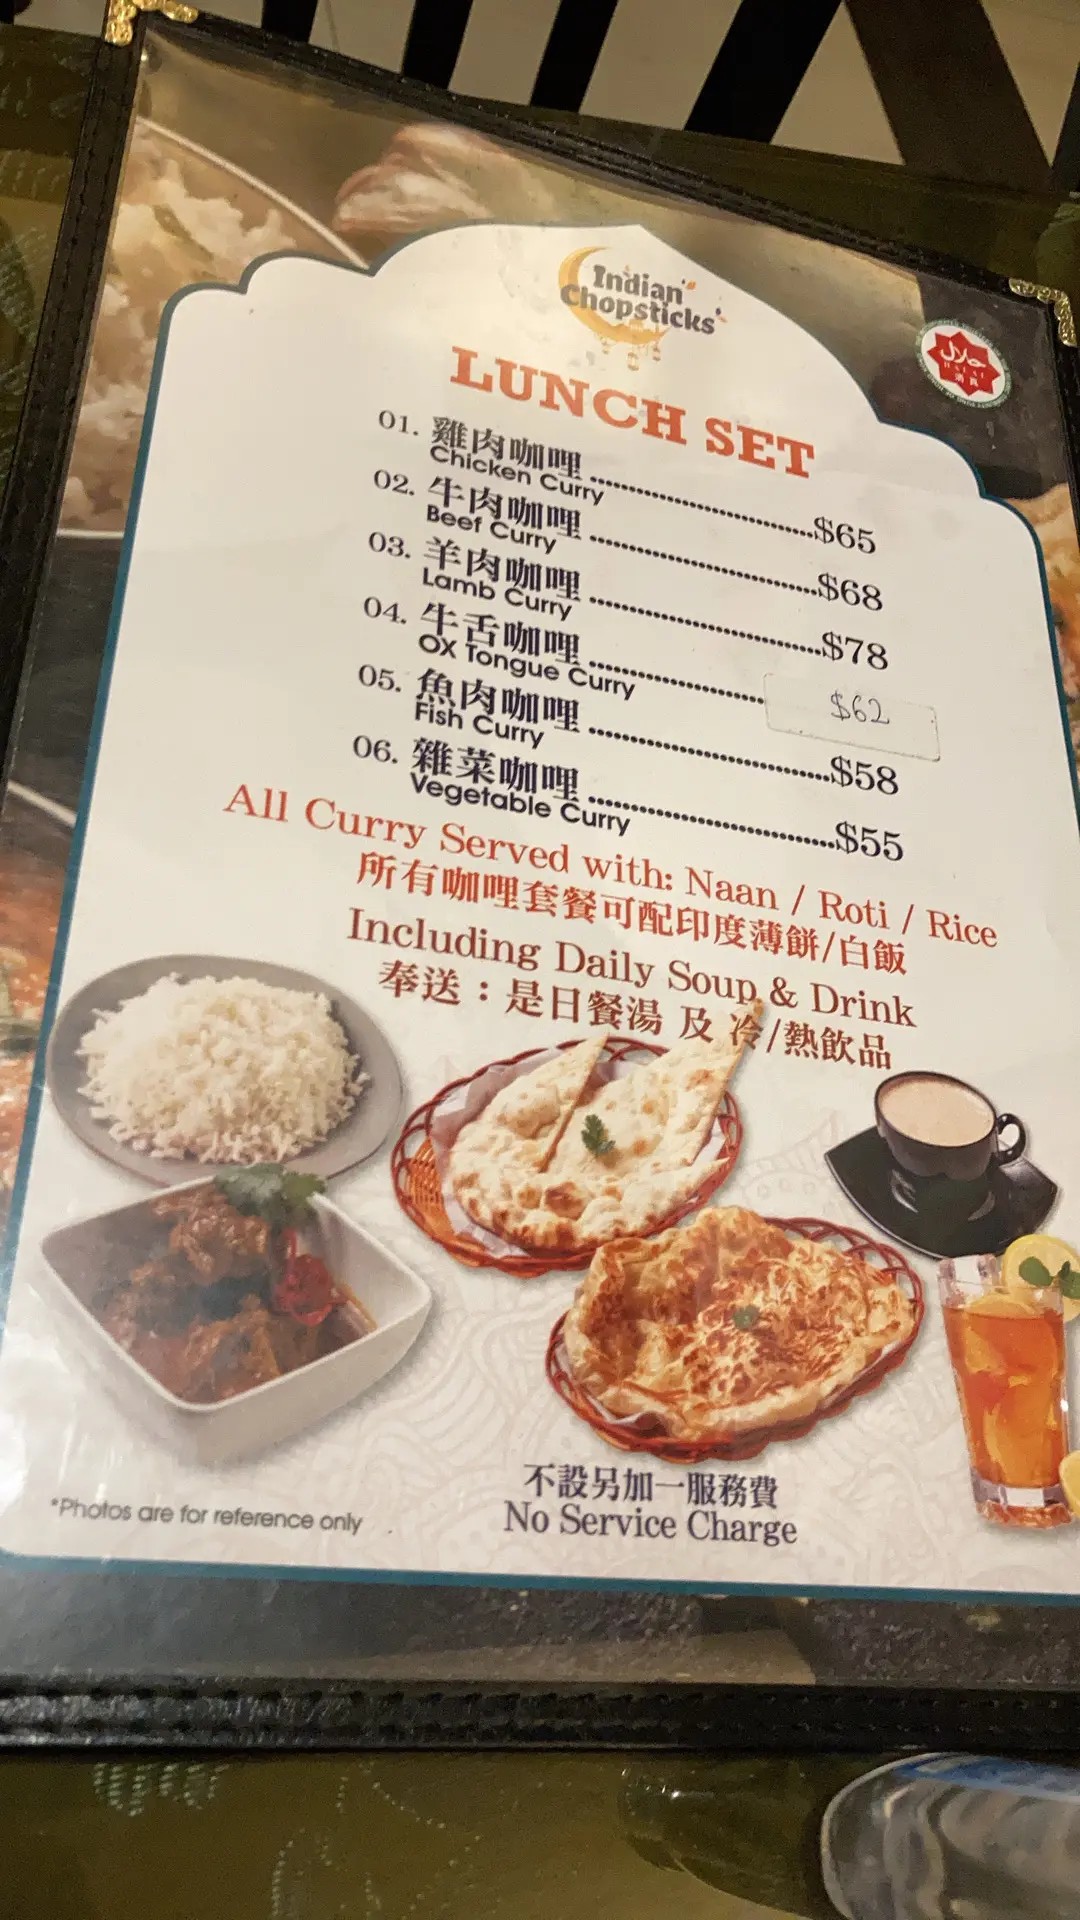 Indian
Chopsticks
حلال
HALAL
清真
LUNCH SET
01. 雞肉咖哩 $65
Chicken Curry
02. 牛肉咖哩 $68
Beef Curry
03. 羊肉咖哩 $78
Lamb Curry
04. 牛舌咖哩 $62
OX Tongue Curry
05. 魚肉咖哩 $58
Fish Curry
06. 雜菜咖哩 $55
Vegetable Curry
All Curry Served with: Naan / Roti / Rice
所有咖哩套餐可配印度薄餅/白飯
Including Daily Soup & Drink
奉送：是日餐湯 及 冷/熱飲品
*Photos are for reference only
不設另加一服務費
No Service Charge